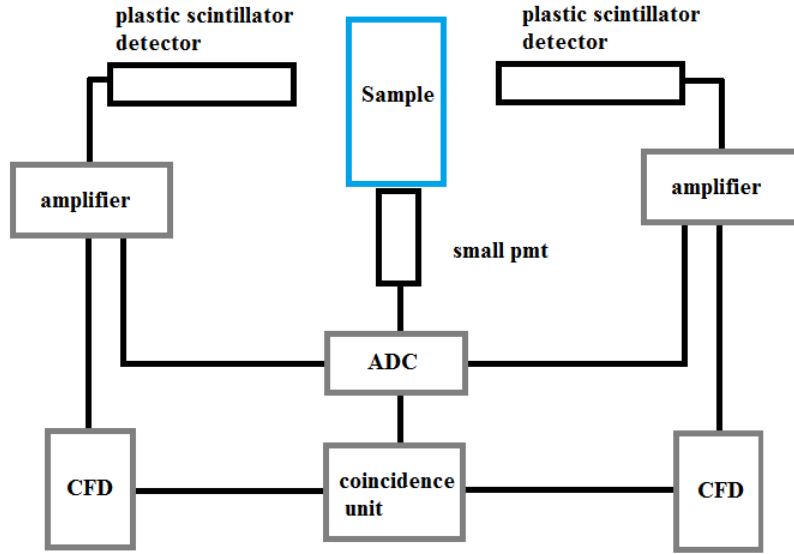 plastic scintillator
detector
plastic scintillator
detector
Sample
amplifier
amplifier
small pmt
ADC
CFD
coincidence
unit
CFD